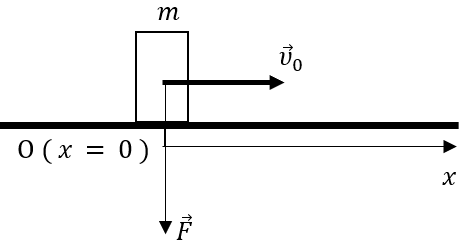 m
v⃗₀
O ( x = 0 )
x
F⃗